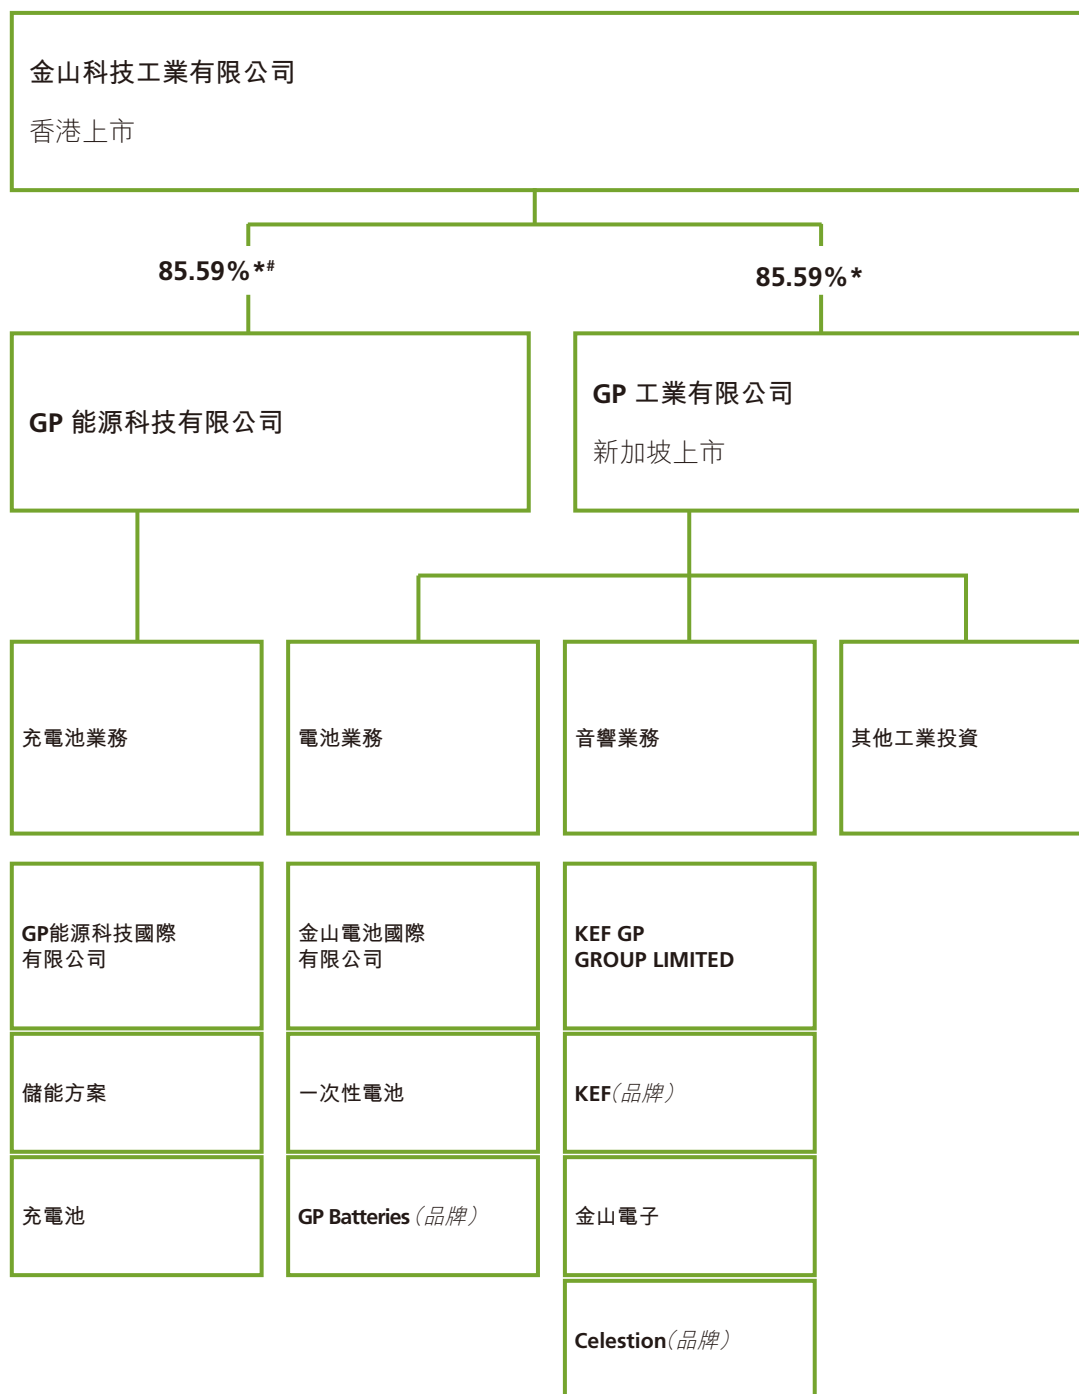 金山科技工業有限公司
香港上市
85.59%*#
85.59%*
GP 能源科技有限公司
GP 工業有限公司
新加坡上市
充電池業務
電池業務
音響業務
其他工業投資
GP能源科技國際
有限公司
金山電池國際
有限公司
KEF GP
GROUP LIMITED
儲能方案
一次性電池
KEF(品牌)
充電池
GP Batteries (品牌)
金山電子
Celestion(品牌)